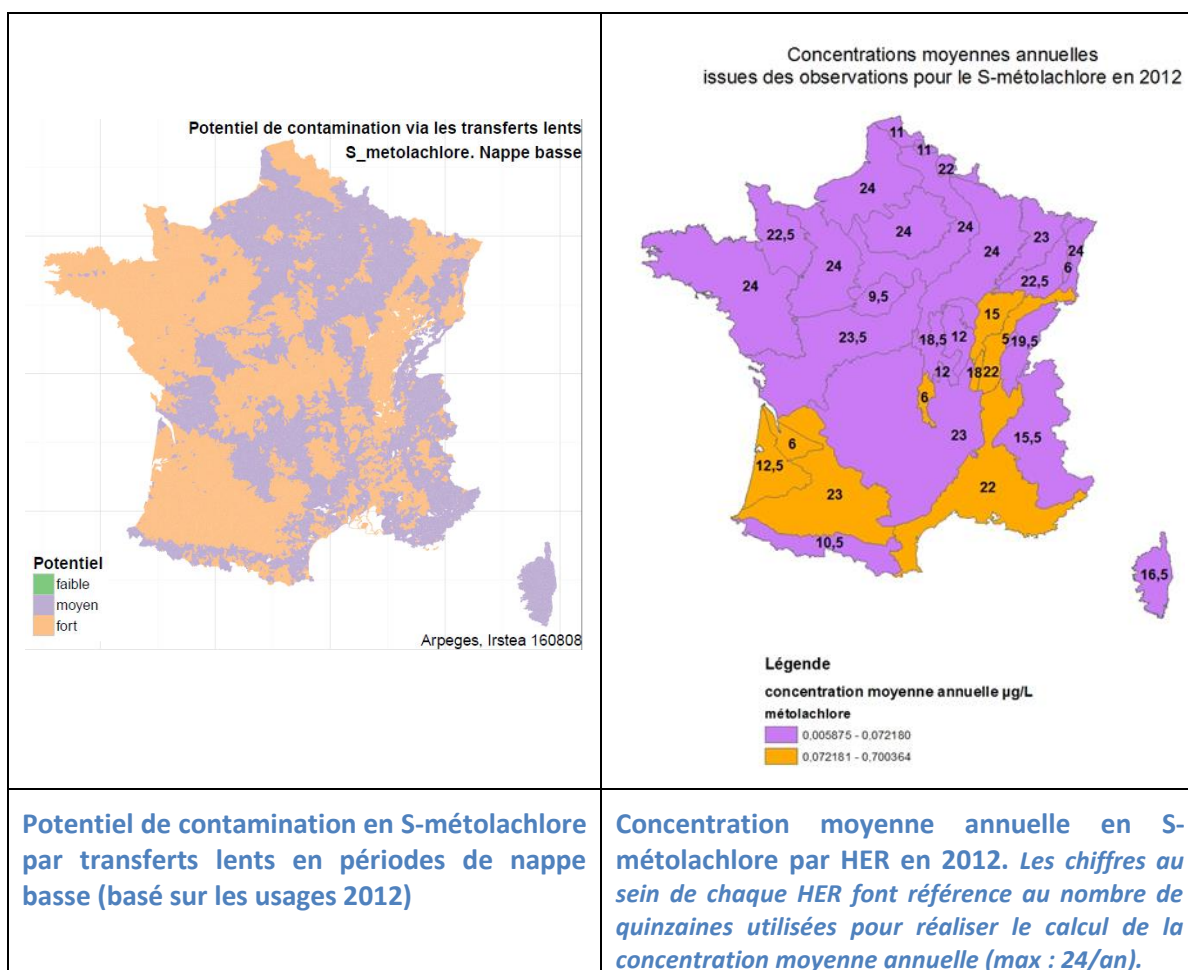 Potentiel de contamination via les transferts lents
S_metolachlore. Nappe basse
Potentiel
faible
moyen
fort
Arpeges, Irstea 160808
Concentrations moyennes annuelles
issues des observations pour le S-métolachlore en 2012
11
11
22
24
24
24
22,5
24
24
23
24
6
22,5
24
9,5
15
23,5
18,5
12
5
19,5
12
18
22
6
23
15,5
6
12,5
23
22
10,5
16,5
Légende
concentration moyenne annuelle µg/L
métolachlore
0,005875 - 0,072180
0,072181 - 0,700364
Potentiel de contamination en S-métolachlore
par transferts lents en périodes de nappe
basse (basé sur les usages 2012)
Concentration moyenne annuelle en S-
métolachlore par HER en 2012. Les chiffres au
sein de chaque HER font référence au nombre de
quinzaines utilisées pour réaliser le calcul de la
concentration moyenne annuelle (max : 24/an).